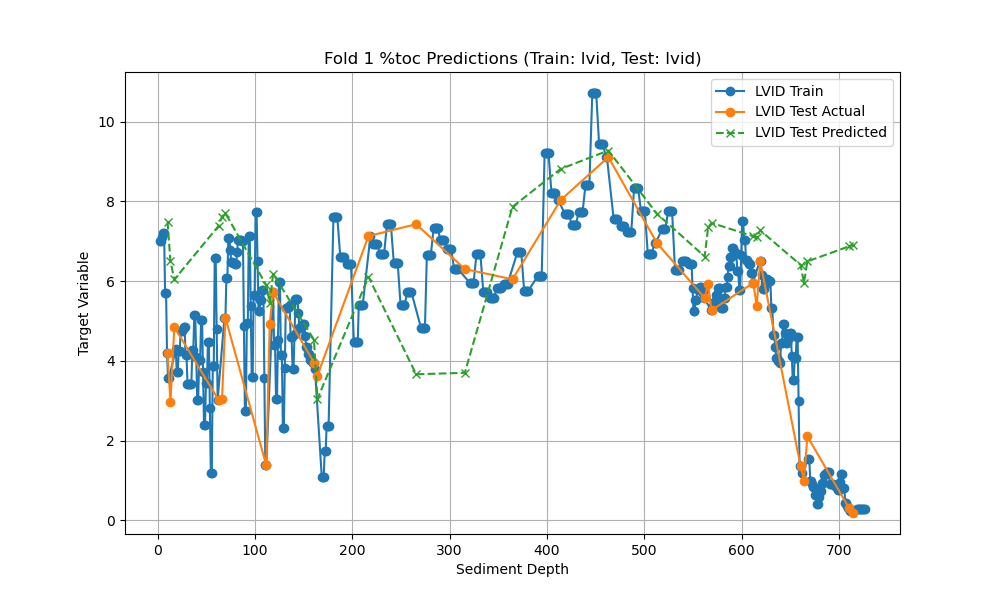 Fold 1 %toc Predictions (Train: lvid, Test: lvid)
LVID Train
LVID Test Actual
LVID Test Predicted
Target Variable
10
8
6
4
2
0
0 100 200 300 400 500 600 700
Sediment Depth